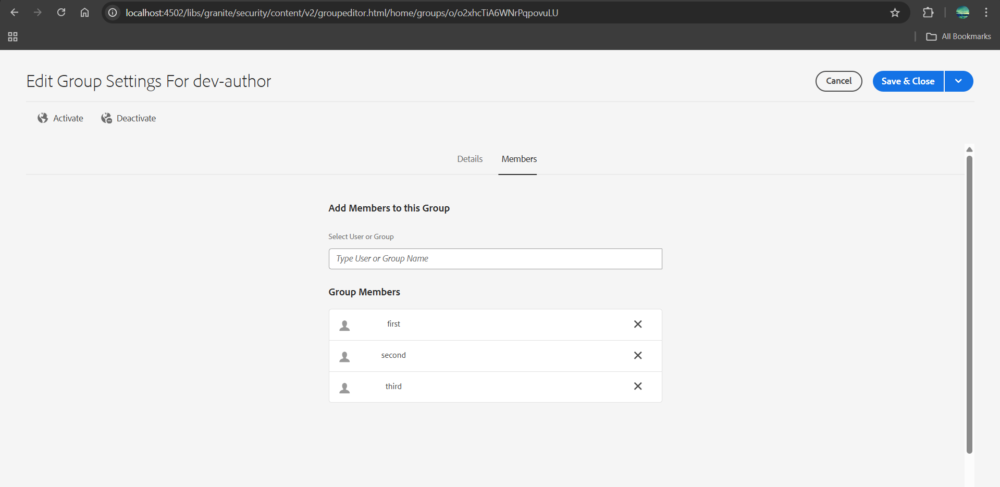 localhost:4502/libs/granite/security/content/v2/groupeditor.html/home/groups/o/o2xhcTiA6WNrPqpovuLU
All Bookmarks
Edit Group Settings For dev-author
Cancel
Save & Close
Activate
Deactivate
Details
Members
Add Members to this Group
Select User or Group
Type User or Group Name
Group Members
first
second
third